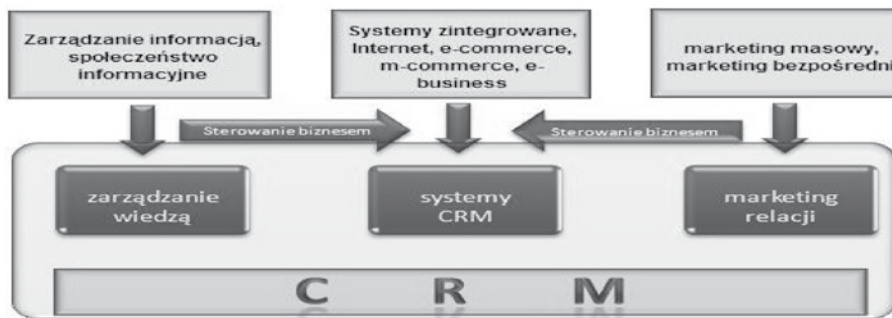 Zarządzanie informacją,
społeczeństwo
informacyjne
Systemy zintegrowane,
Internet, e-commerce,
m-commerce, e-
business
marketing masowy,
marketing bezpośredni
Sterowanie biznesem
Sterowanie biznesem
zarządzanie
wiedzą
systemy
CRM
marketing
relacji
C R M